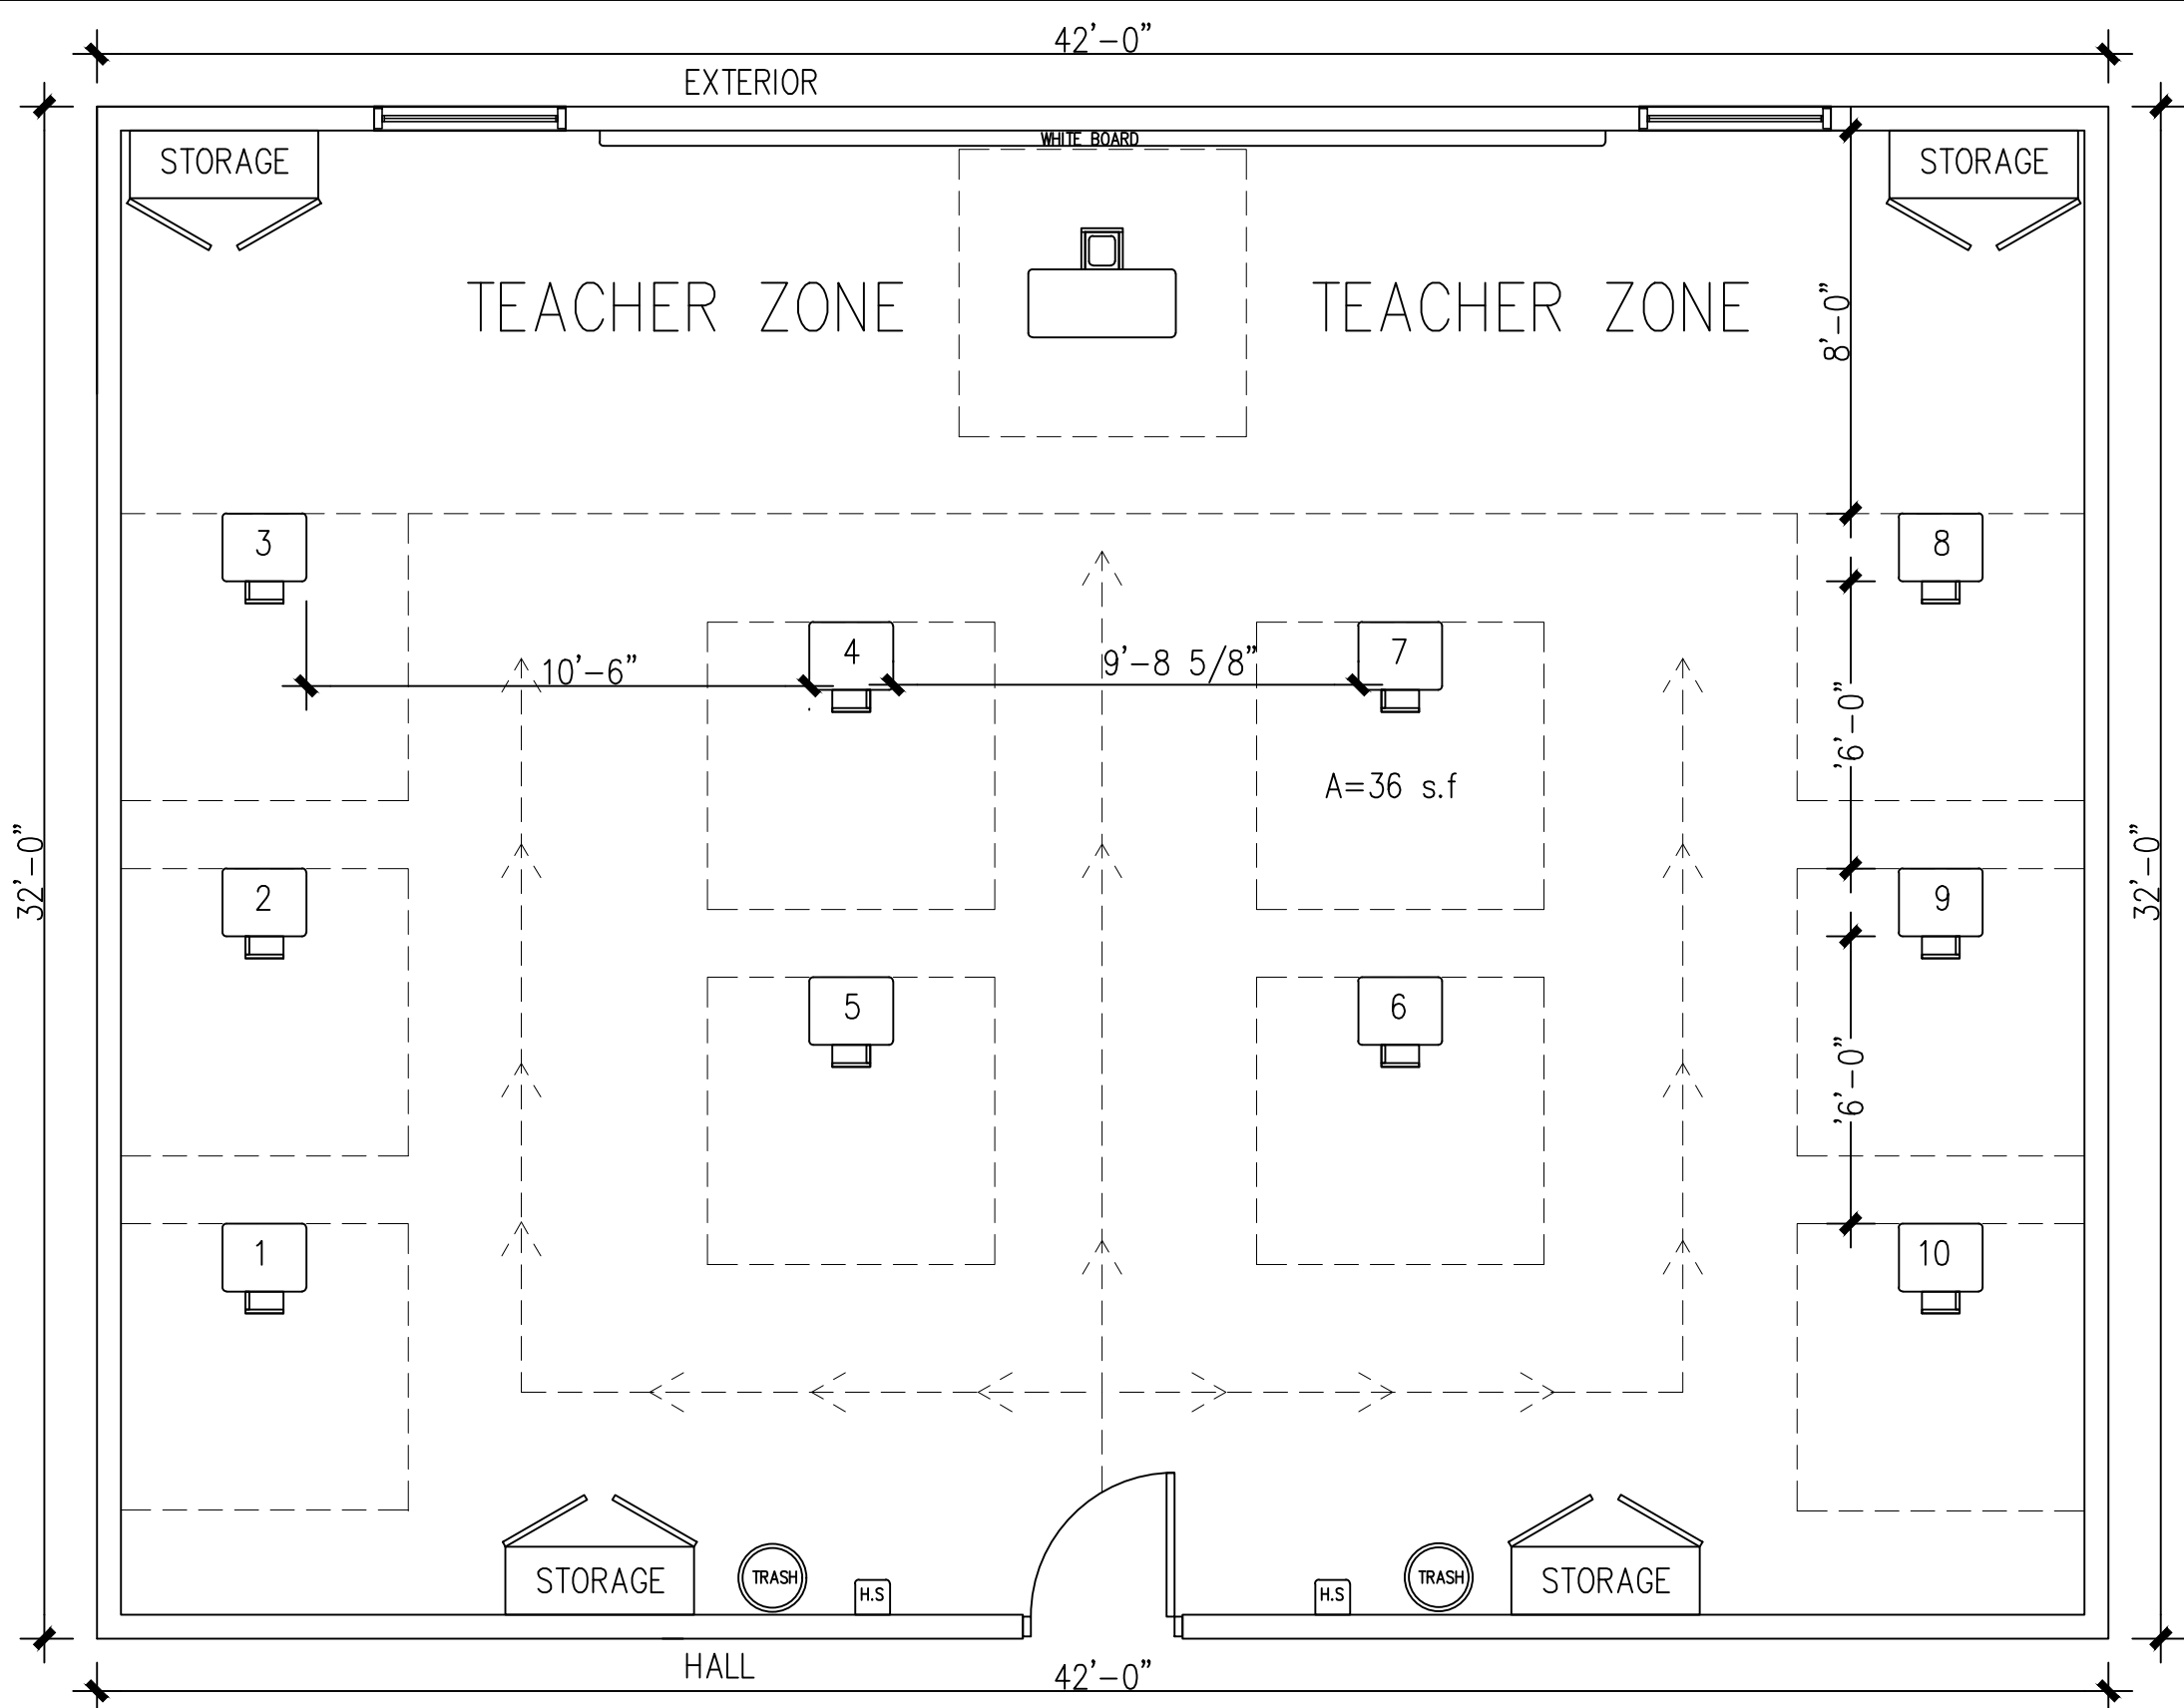 42'-0"
EXTERIOR
WHITE BOARD
STORAGE
STORAGE
TEACHER ZONE
TEACHER ZONE
8'-0"
3
8
4
7
10'-6"
9'-8 5/8"
'6'-0"
A=36 s.f
32'-0"
32'-0"
2
9
5
6
'6'-0"
1
10
STORAGE
TRASH
H.S
H.S
TRASH
STORAGE
HALL
42'-0"